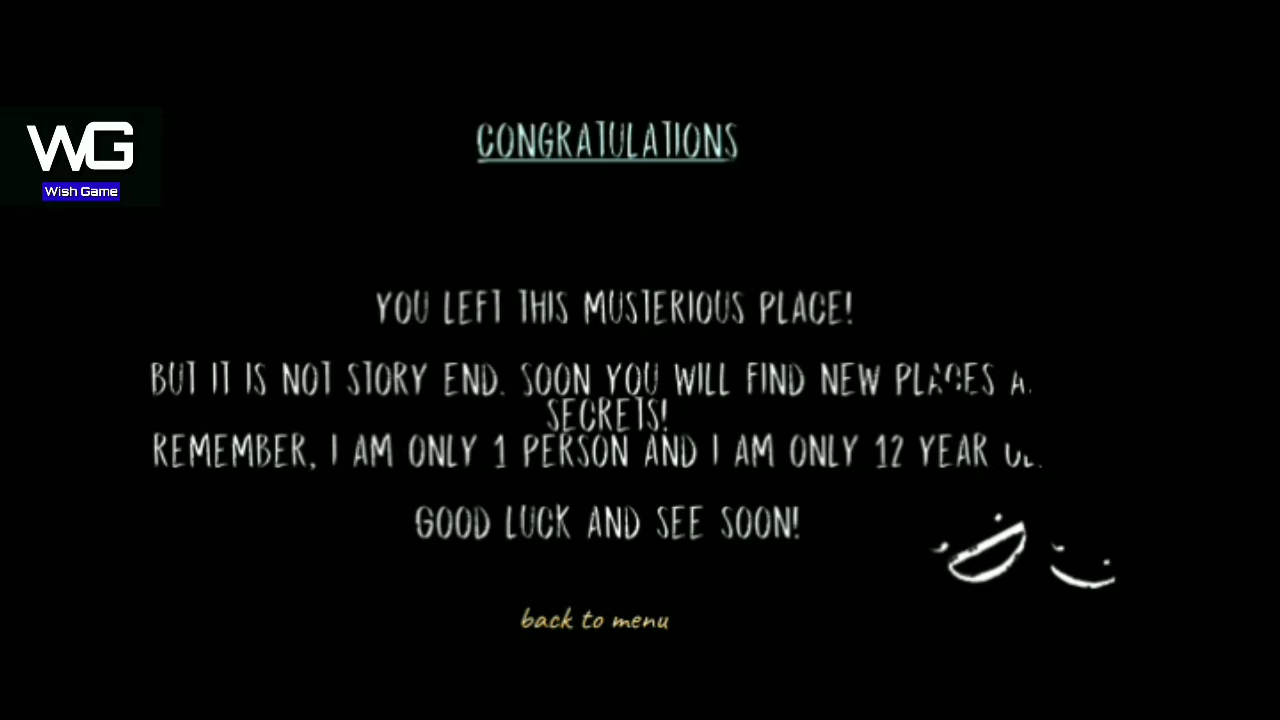 WG
Wish Game
CONGRATULATIONS
YOU LEFT THIS MUSTERIOUS PLACE!
BUT IT IS NOT STORY END. SOON YOU WILL FIND NEW PLACES
SECRETS!
REMEMBER, I AM ONLY 1 PERSON AND I AM ONLY 12 YEAR
GOOD LUCK AND SEE SOON!
back to menu